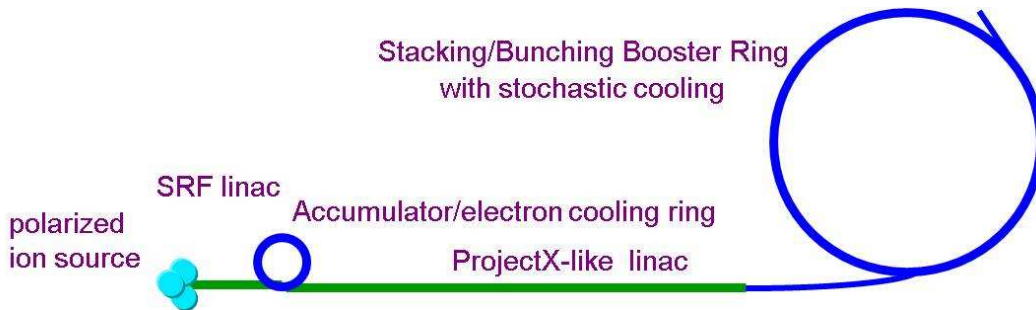 Stacking/Bunching Booster Ring
with stochastic cooling
SRF linac
Accumulator/electron cooling ring
polarized
ion source
ProjectX-like linac